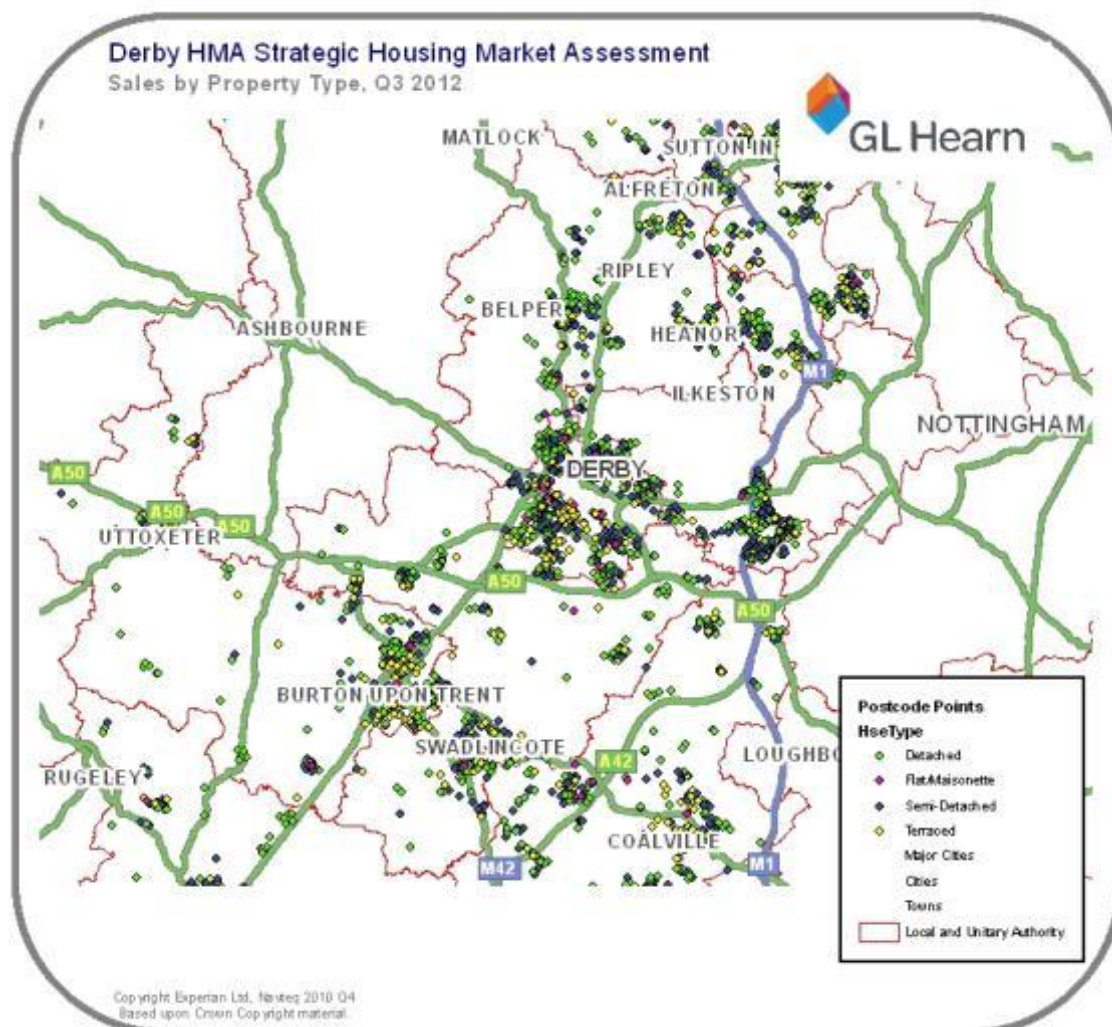 Derby HMA Strategic Housing Market Assessment
Sales by Property Type, Q3 2012
GL Hearn
MATLOCK
SUTTON IN
ALFRETON
RIPLEY
BELPER
ASHBOURNE
HEANOR
M1
ILKESTON
NOTTINGHAM
DERBY
A50
A50
A50
UTTOXETER
A50
A50
BURTON UPON TRENT
SWADLINCOTE
LOUGHBO
A42
RUGELEY
COALVILLE
M42
M1
Postcode Points
HseType
Detached
Flat/Maisonette
Semi-Detached
Terraced
Major Cities
Cities
Towns
Local and Unitary Authority
Copyright Experian Ltd, Navteq 2010 Q4
Based upon Crown Copyright material.